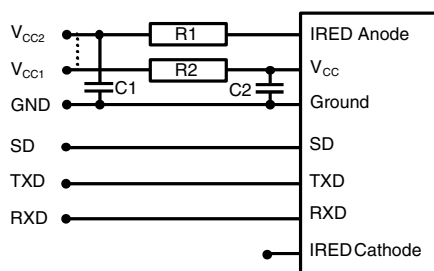 VCC2 R1 IRED Anode
VCC1 R2 VCC
GND C1 C2 Ground
SD SD
TXD TXD
RXD RXD
IRED Cathode